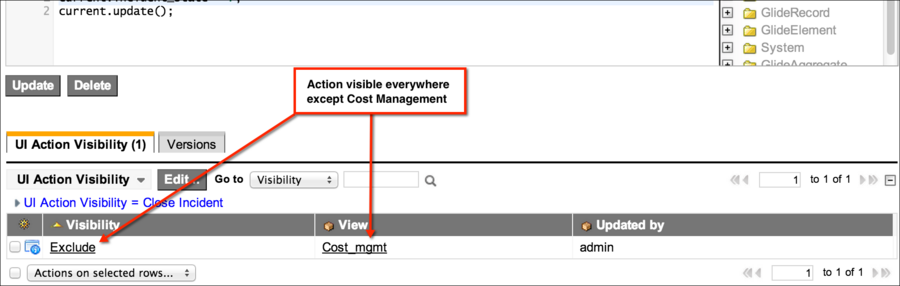 2 current.update();
GlideRecord
GlideElement
System
GlideAggregate
Update Delete
Action visible everywhere
except Cost Management
UI Action Visibility (1) Versions
UI Action Visibility Edit... Go to Visibility 1 to 1 of 1
UI Action Visibility = Close Incident
Visibility View Updated by
Exclude Cost_mgmt admin
Actions on selected rows... 1 to 1 of 1